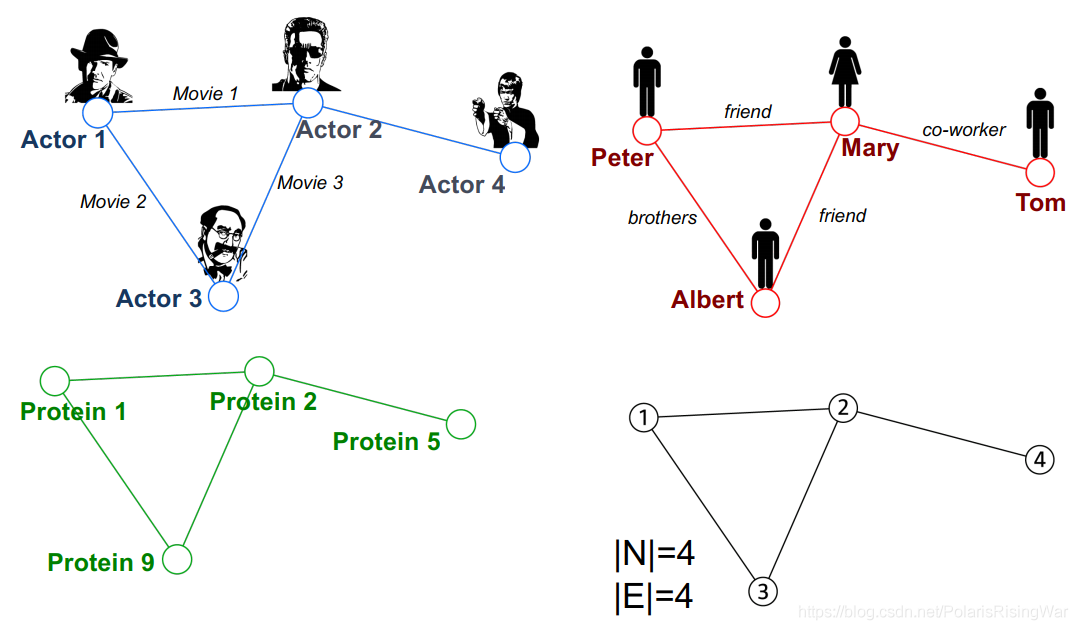 Movie 1
Actor 1
Actor 2
Movie 3
Actor 4
Movie 2
Actor 3
friend
co-worker
Peter
Mary
Tom
brothers
friend
Albert
Protein 1
Protein 2
Protein 5
Protein 9
1
2
4
3
|N|=4
|E|=4
https://blog.csdn.net/PolarisRisingWar